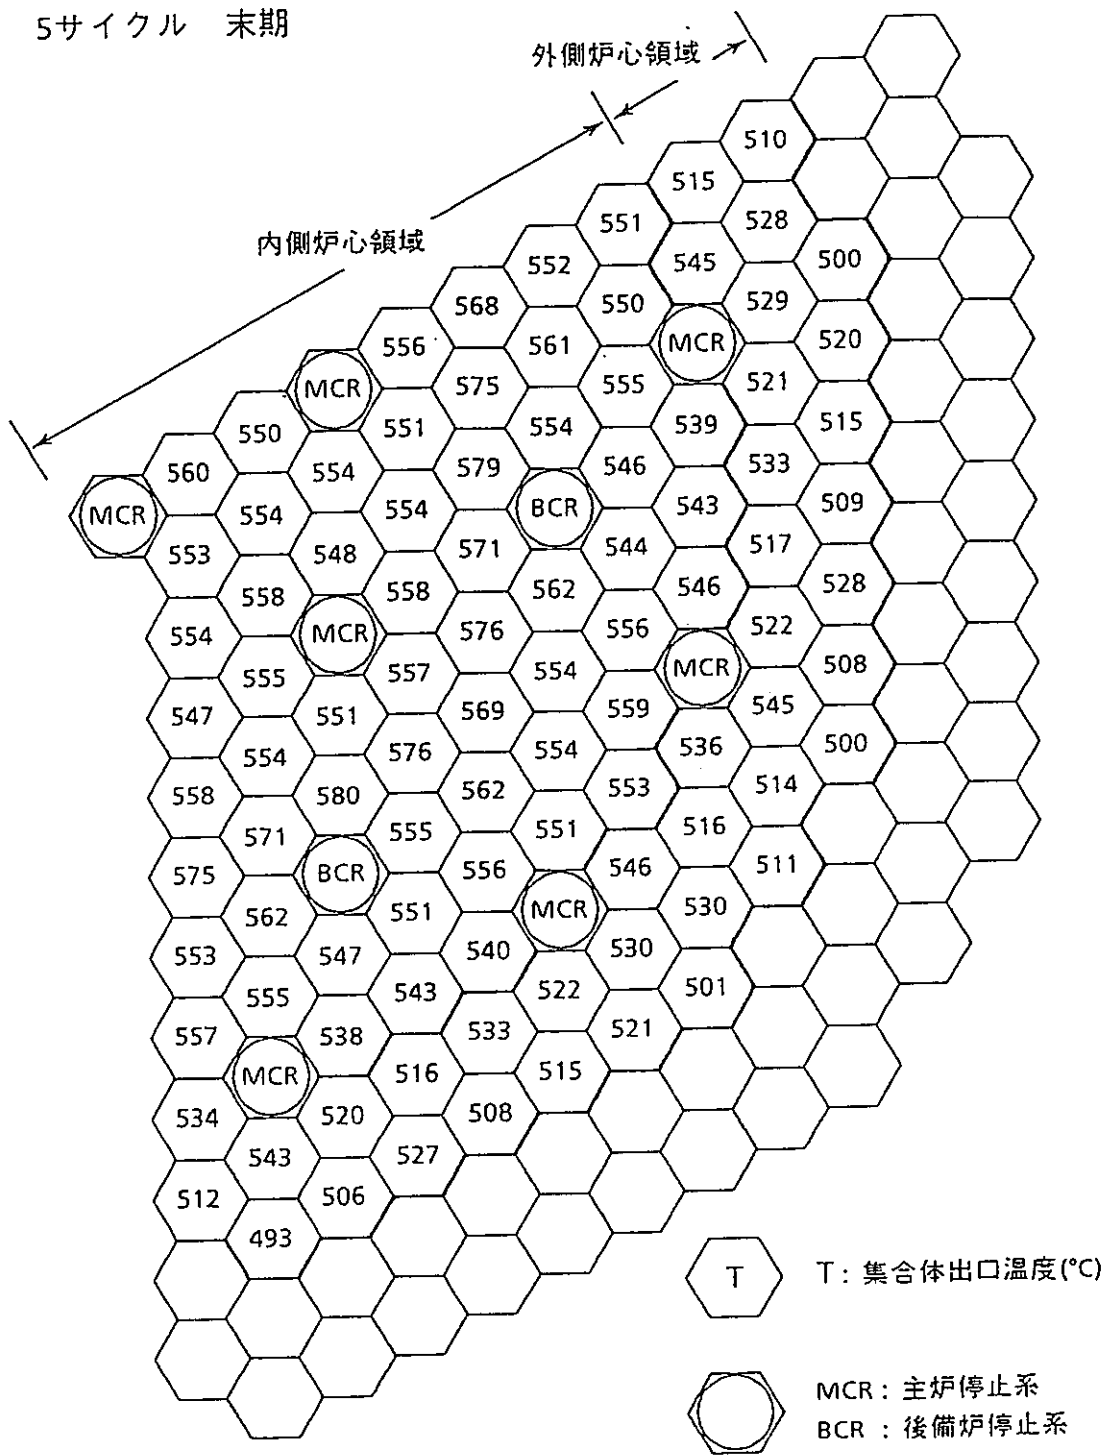 5サイクル 末期
外側炉心領域
510
515
551 528
内側炉心領域
552 545 500
568 550 529
556 561 MCR 520
MCR 575 555 521
550 551 554 539 515
560 554 579 546 533
MCR 554 554 BCR 543 509
553 548 571 544 517
558 558 562 546 528
554 MCR 576 556 522
555 557 554 MCR 508
547 551 569 559 545
554 576 554 536 500
558 580 562 553 514
571 555 551 516
575 BCR 556 546 511
562 551 MCR 530
553 547 540 530
555 543 522 501
557 538 533 521
MCR 516 515
534 520 508
543 527
512 506
493
T T: 集合体出口温度(°C)
MCR : 主炉停止系
BCR : 後備炉停止系